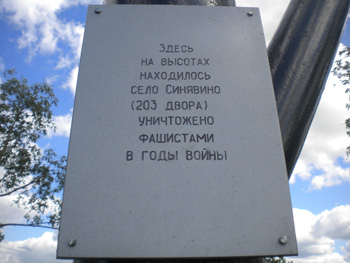 Здесь
на высотах
находилось
село Синявино
(203 двора)
уничтожено
фашистами
в годы войны